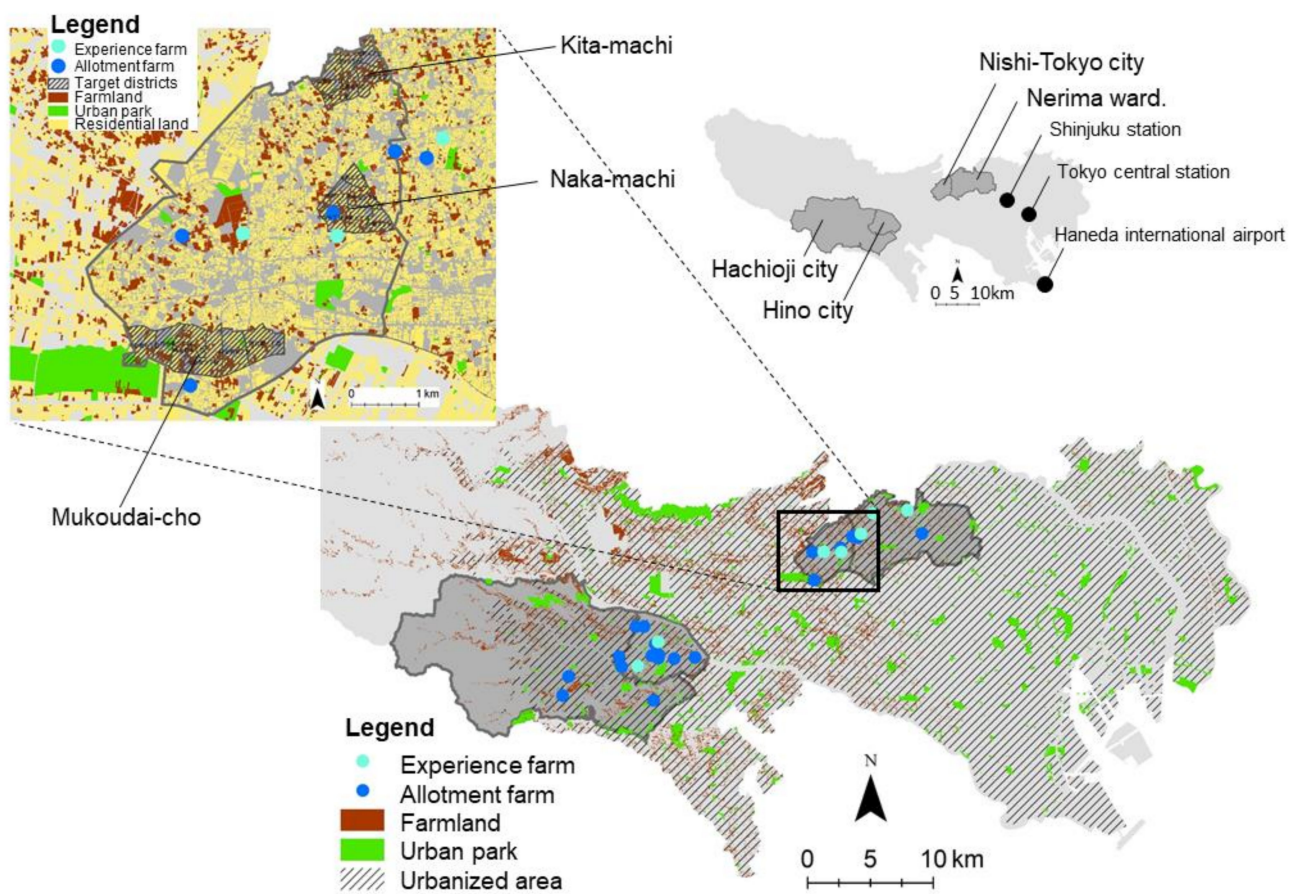 Legend
Experience farm
Allotment farm
Target districts
Farmland
Urban park
Residential land
Kita-machi
Naka-machi
Mukoudai-cho
0 1 km
Nishi-Tokyo city
Nerima ward.
Shinjuku station
Tokyo central station
Haneda international airport
Hachioji city
Hino city
N
0 5 10km
Legend
Experience farm
Allotment farm
Farmland
Urban park
Urbanized area
N
0 5 10 km